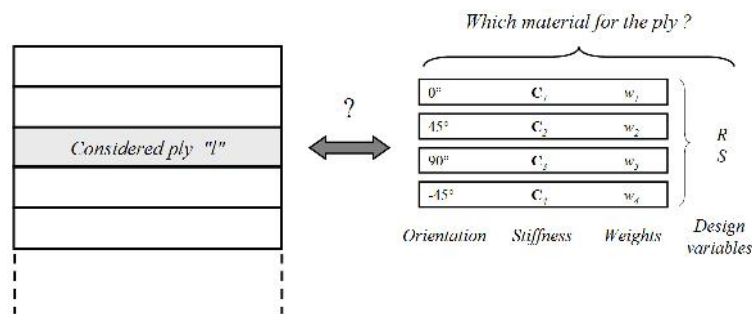 Which material for the ply ?
?
Considered ply "l"
0° C1 w1
45° C2 w2
90° C3 w3
-45° C4 w4
R
S
Orientation Stiffness Weights Design variables